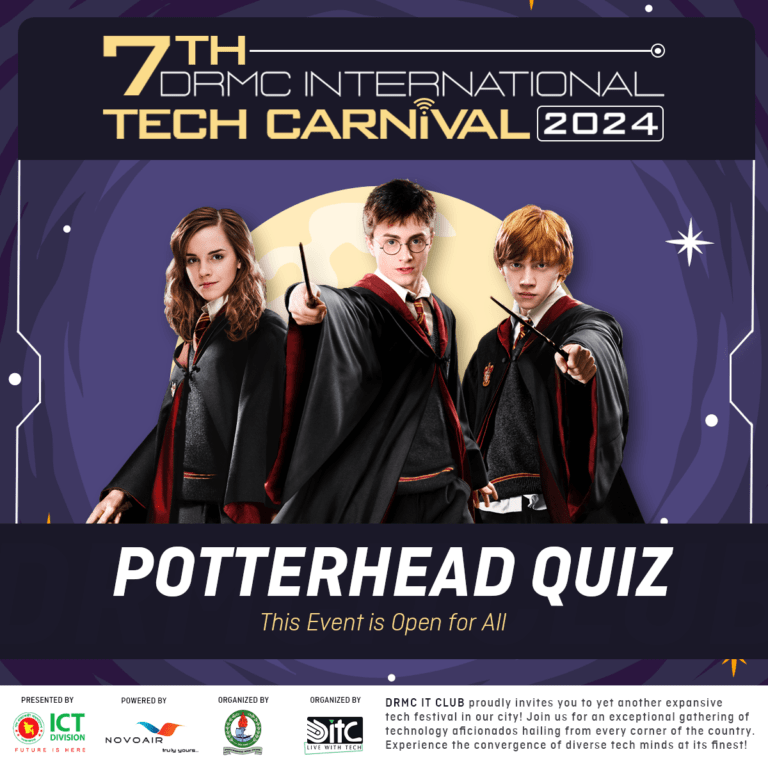 7TH
DRMC INTERNATIONAL
TECH CARNIVAL 2024
POTTERHEAD QUIZ
This Event is Open for All
PRESENTED BY
ICT
DIVISION
FUTURE IS HERE
POWERED BY
NOVOAIR
truly yours...
ORGANIZED BY
ORGANIZED BY
DITC
LIVE WITH TECH
DRMC IT CLUB proudly invites you to yet another expansive
tech festival in our city! Join us for an exceptional gathering of
technology aficionados hailing from every corner of the country.
Experience the convergence of diverse tech minds at its finest!